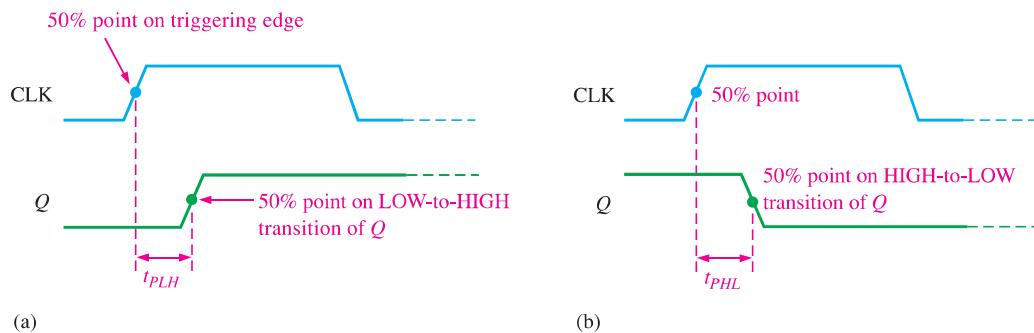 50% point on triggering edge
CLK
Q
50% point on LOW-to-HIGH
transition of Q
tPLH
(a)
CLK
50% point
Q
50% point on HIGH-to-LOW
transition of Q
tPHL
(b)